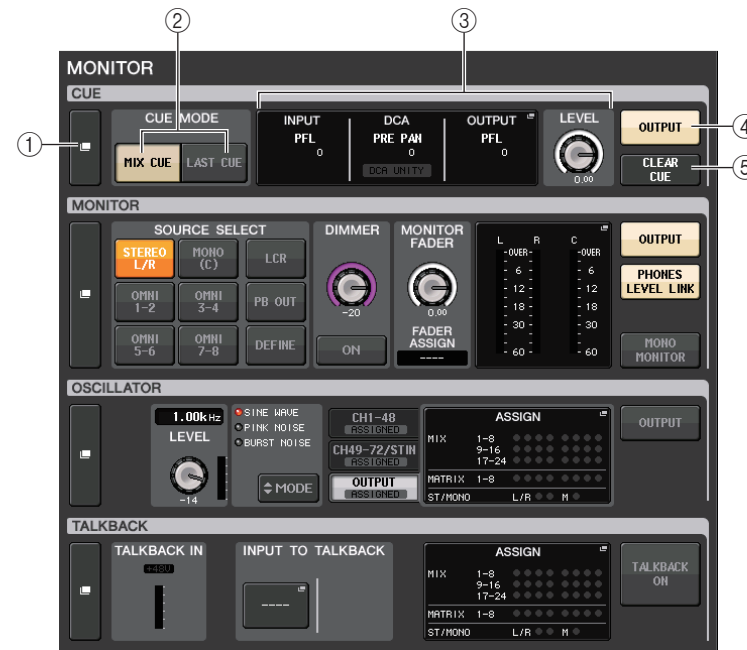 ② ③
MONITOR
CUE
CUE MODE
MIX CUE LAST CUE
INPUT DCA OUTPUT
PFL PRE PAN PFL
0 0 0
DCA UNITY
LEVEL
0.00
OUTPUT
CLEAR
CUE
①
④
⑤
MONITOR
SOURCE SELECT
STEREO
L/R
MONO
(C)
LCR
OMNI
1-2
OMNI
3-4
PB OUT
OMNI
5-6
OMNI
7-8
DEFINE
DIMMER
-20
ON
MONITOR
FADER
0.00
FADER
ASSIGN
----
L R C
-OVER- -OVER
- 6 - - 6
- 12 - - 12
- 18 - - 18
- 30 - - 30
- 60 - - 60
OUTPUT
PHONES
LEVEL LINK
MONO
MONITOR
OSCILLATOR
1.00kHz
LEVEL
-14
SINE WAVE
PINK NOISE
BURST NOISE
MODE
CH1-48
ASSIGNED
CH49-72/STIN
ASSIGNED
OUTPUT
ASSIGNED
ASSIGN
MIX 1-8
9-16
17-24
MATRIX 1-8
ST/MONO L/R M
OUTPUT
TALKBACK
TALKBACK IN
+48V
INPUT TO TALKBACK
----
ASSIGN
MIX 1-8
9-16
17-24
MATRIX 1-8
ST/MONO L/R M
TALKBACK
ON